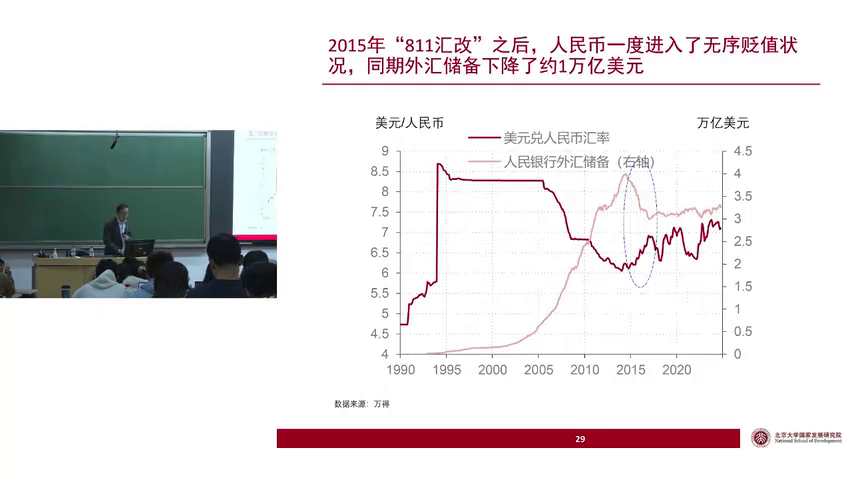 2015年“811汇改”之后，人民币一度进入了无序贬值状
况，同期外汇储备下降了约1万亿美元
美元/人民币
万亿美元
美元兑人民币汇率
人民银行外汇储备（右轴）
9
8.5
8
7.5
7
6.5
6
5.5
5
4.5
4
4.5
4
3.5
3
2.5
2
1.5
1
0.5
0
1990 1995 2000 2005 2010 2015 2020
数据来源：万得
29
北京大学国家发展研究院
National School of Development